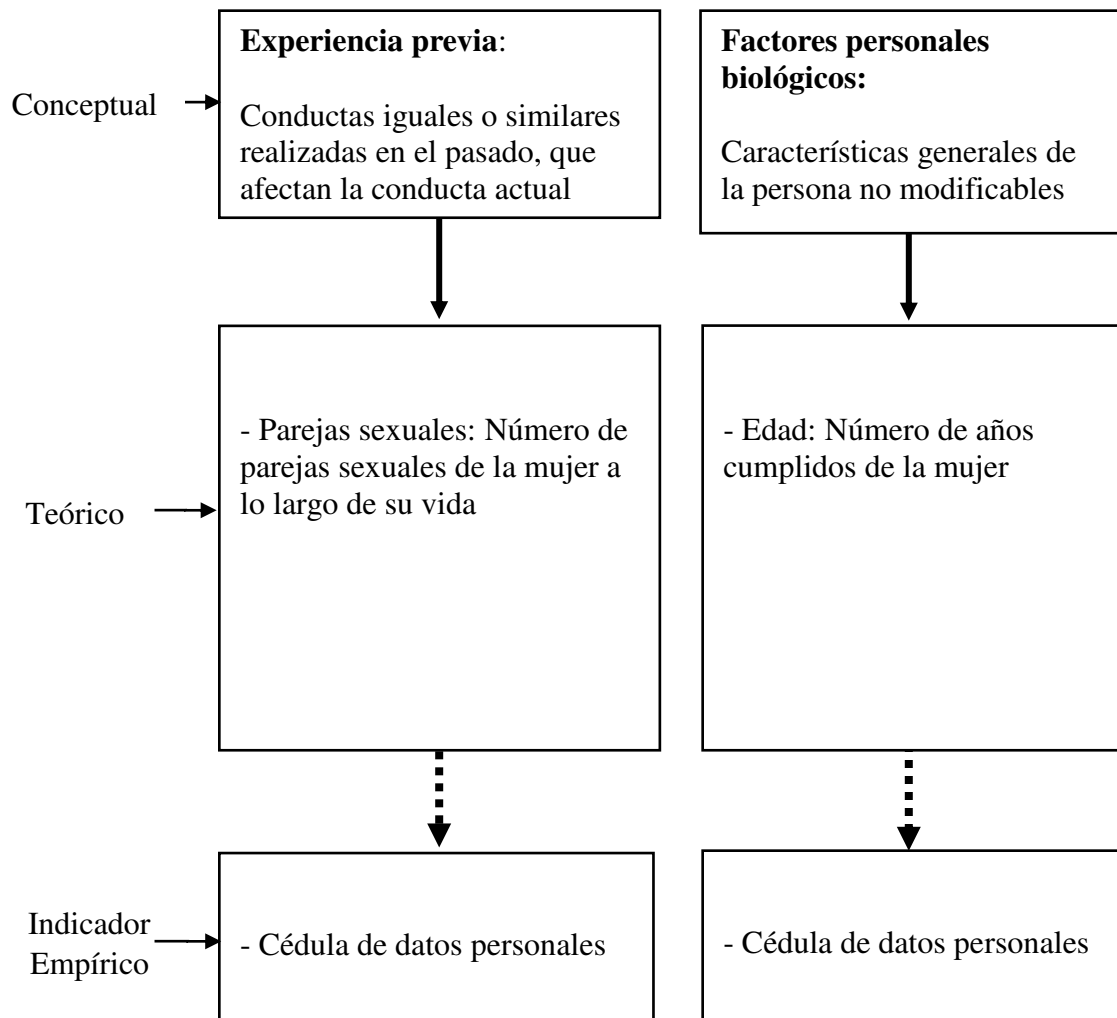 Conceptual
Experiencia previa:
Conductas iguales o similares
realizadas en el pasado, que
afectan la conducta actual
Factores personales
biológicos:
Características generales de
la persona no modificables
Teórico
- Parejas sexuales: Número de
parejas sexuales de la mujer a
lo largo de su vida
- Edad: Número de años
cumplidos de la mujer
Indicador
Empírico
- Cédula de datos personales
- Cédula de datos personales